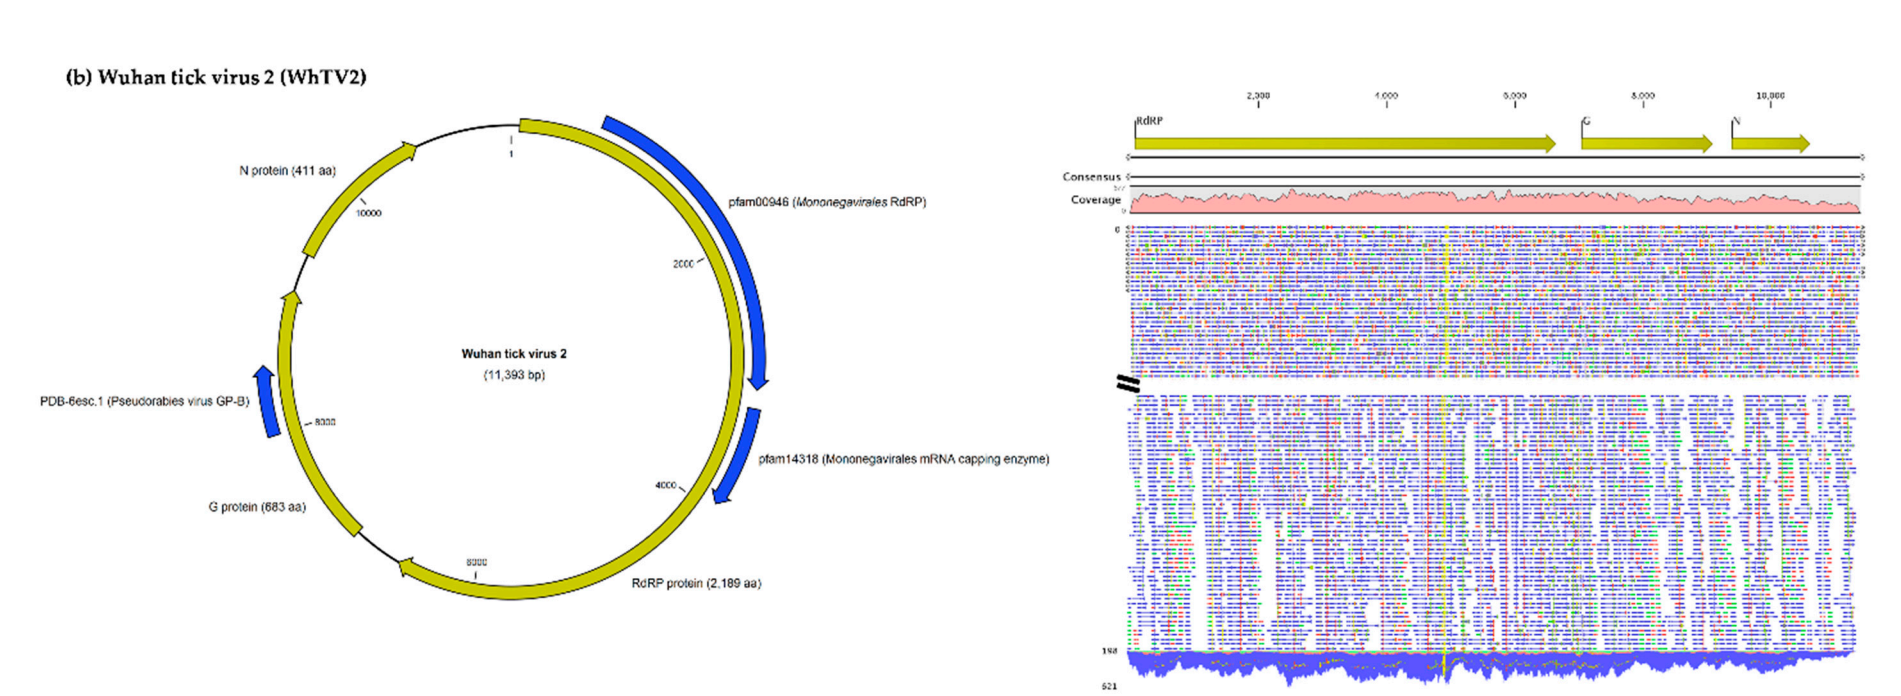 (b) Wuhan tick virus 2 (WhTV2)
N protein (411 aa)
1
10000
pfam00946 (Mononegavirales RdRP)
2000
Wuhan tick virus 2
(11,393 bp)
PDB-6esc.1 (Pseudorabies virus GP-B)
8000
pfam14318 (Mononegavirales mRNA capping enzyme)
4000
G protein (683 aa)
6000
RdRP protein (2,189 aa)
2,000 4,000 6,000 8,000 10,000
RdRP G N
Consensus
577
Coverage
0
0
198
621